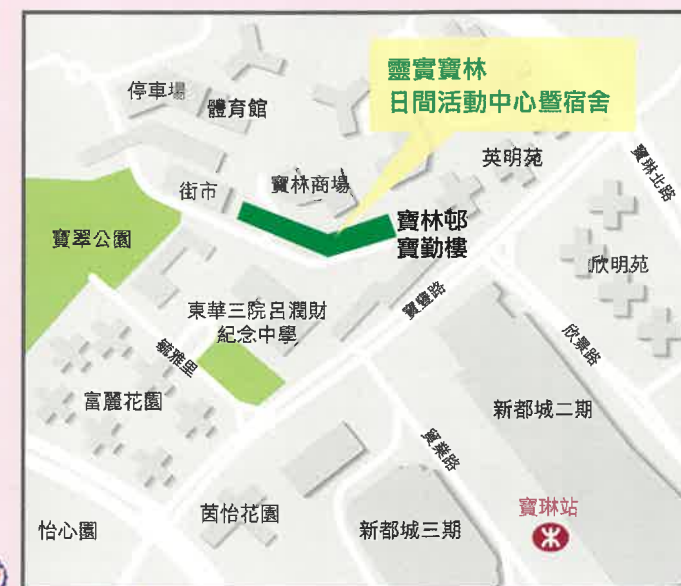 靈實寶林
日間活動中心暨宿舍
停車場
體育館
英明苑
寶琳北路
街市
寶林商場
寶林邨
寶勤樓
寶翠公園
欣明苑
東華三院呂潤財
紀念中學
寶豐路
毓雅里
欣景路
富麗花園
新都城二期
貿業路
寶琳站
茵怡花園
怡心園
新都城三期